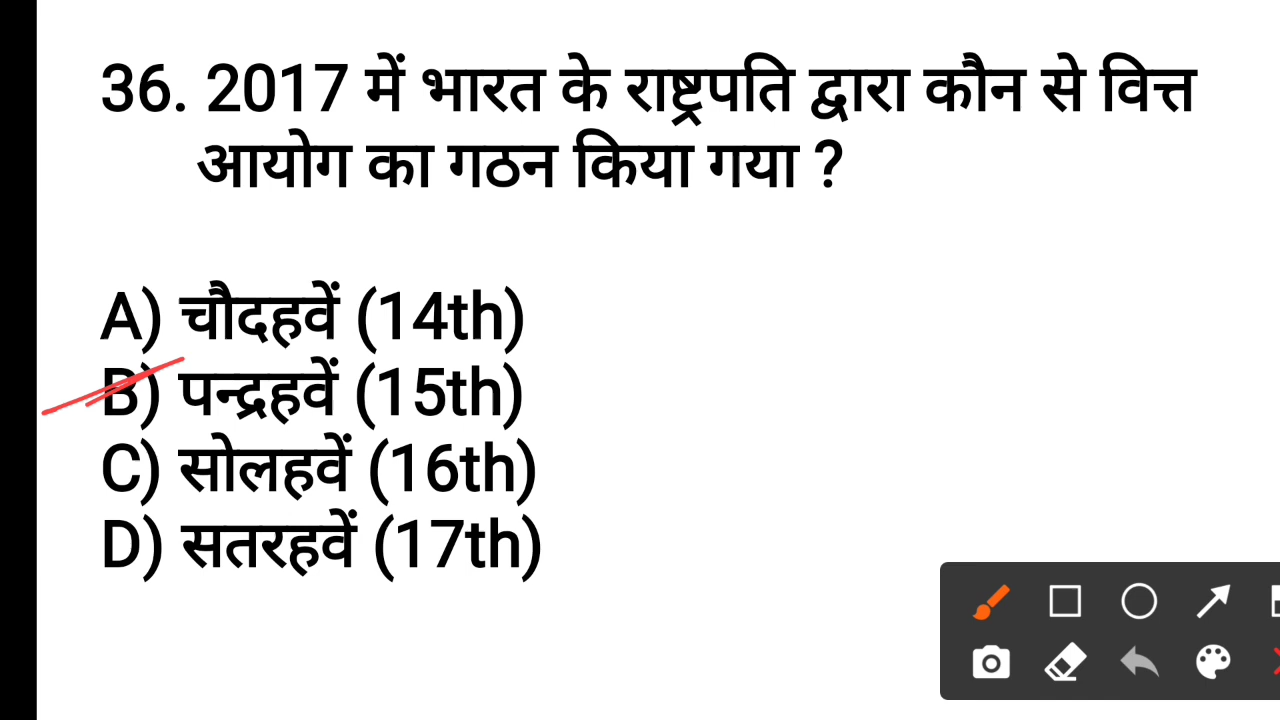 36. 2017 में भारत के राष्ट्रपति द्वारा कौन से वित्त
आयोग का गठन किया गया ?
A) चौदहवें (14th)
B) पन्द्रहवें (15th)
C) सोलहवें (16th)
D) सतरहवें (17th)